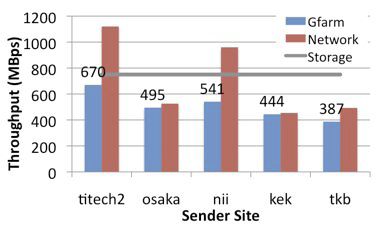 1200
1000
800
600
400
200
0
Throughput (MBps)
Gfarm
Network
Storage
670
495
541
444
387
titech2 osaka nii kek tkb
Sender Site